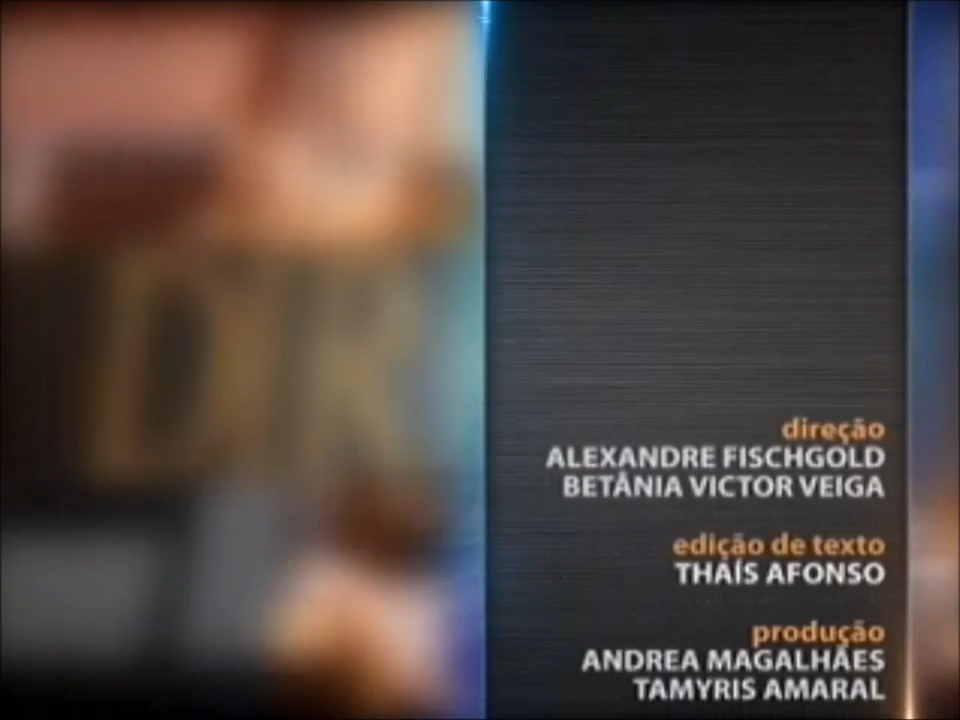 direção
ALEXANDRE FISCHGOLD
BETÂNIA VICTOR VEIGA
edição de texto
THAÍS AFONSO
produção
ANDREA MAGALHÃES
TAMYRIS AMARAL